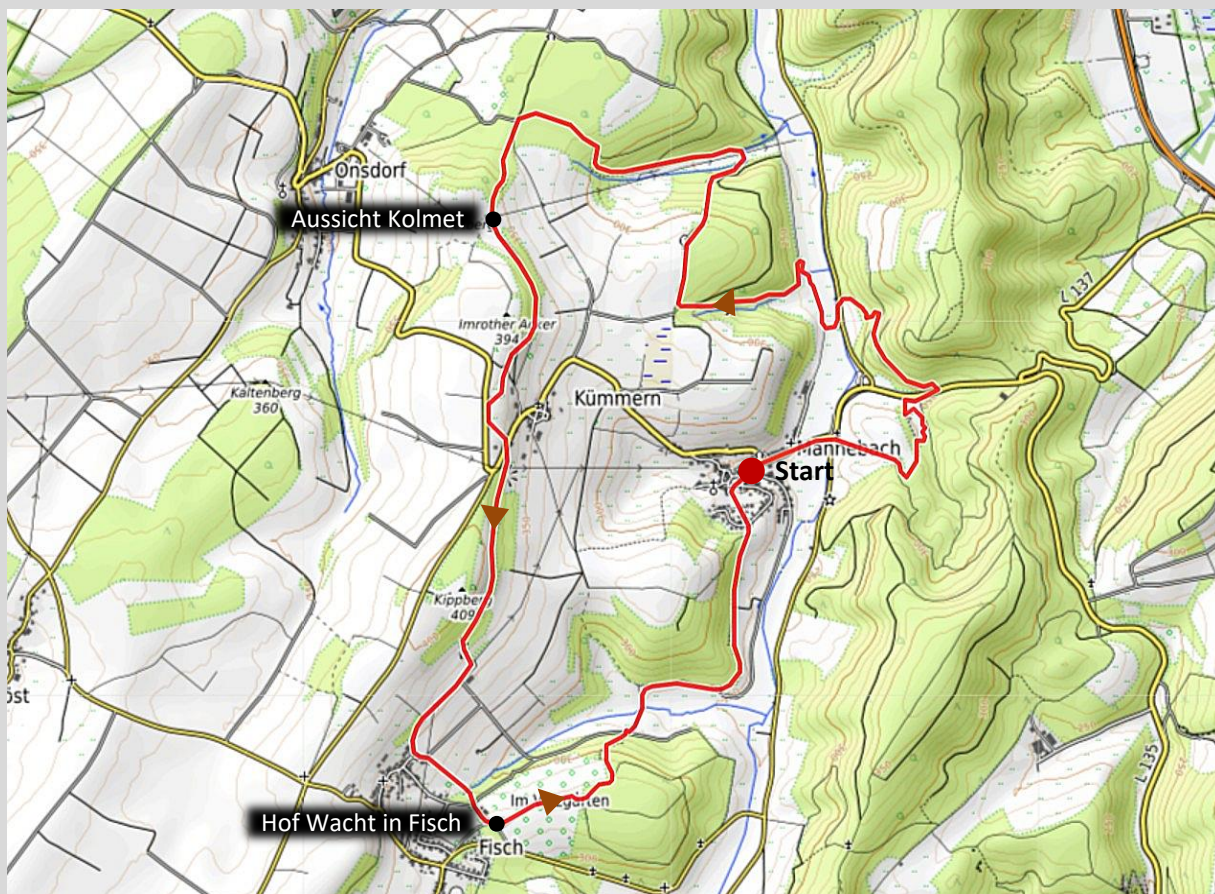 Onsdorf
Aussicht Kolmet
L 137
Imrother Acker
394
Kaltenberg
360
Kümmern
Mannebach
Start
Kippberg
409
öst
L 135
Hof Wacht in Fisch
Fisch